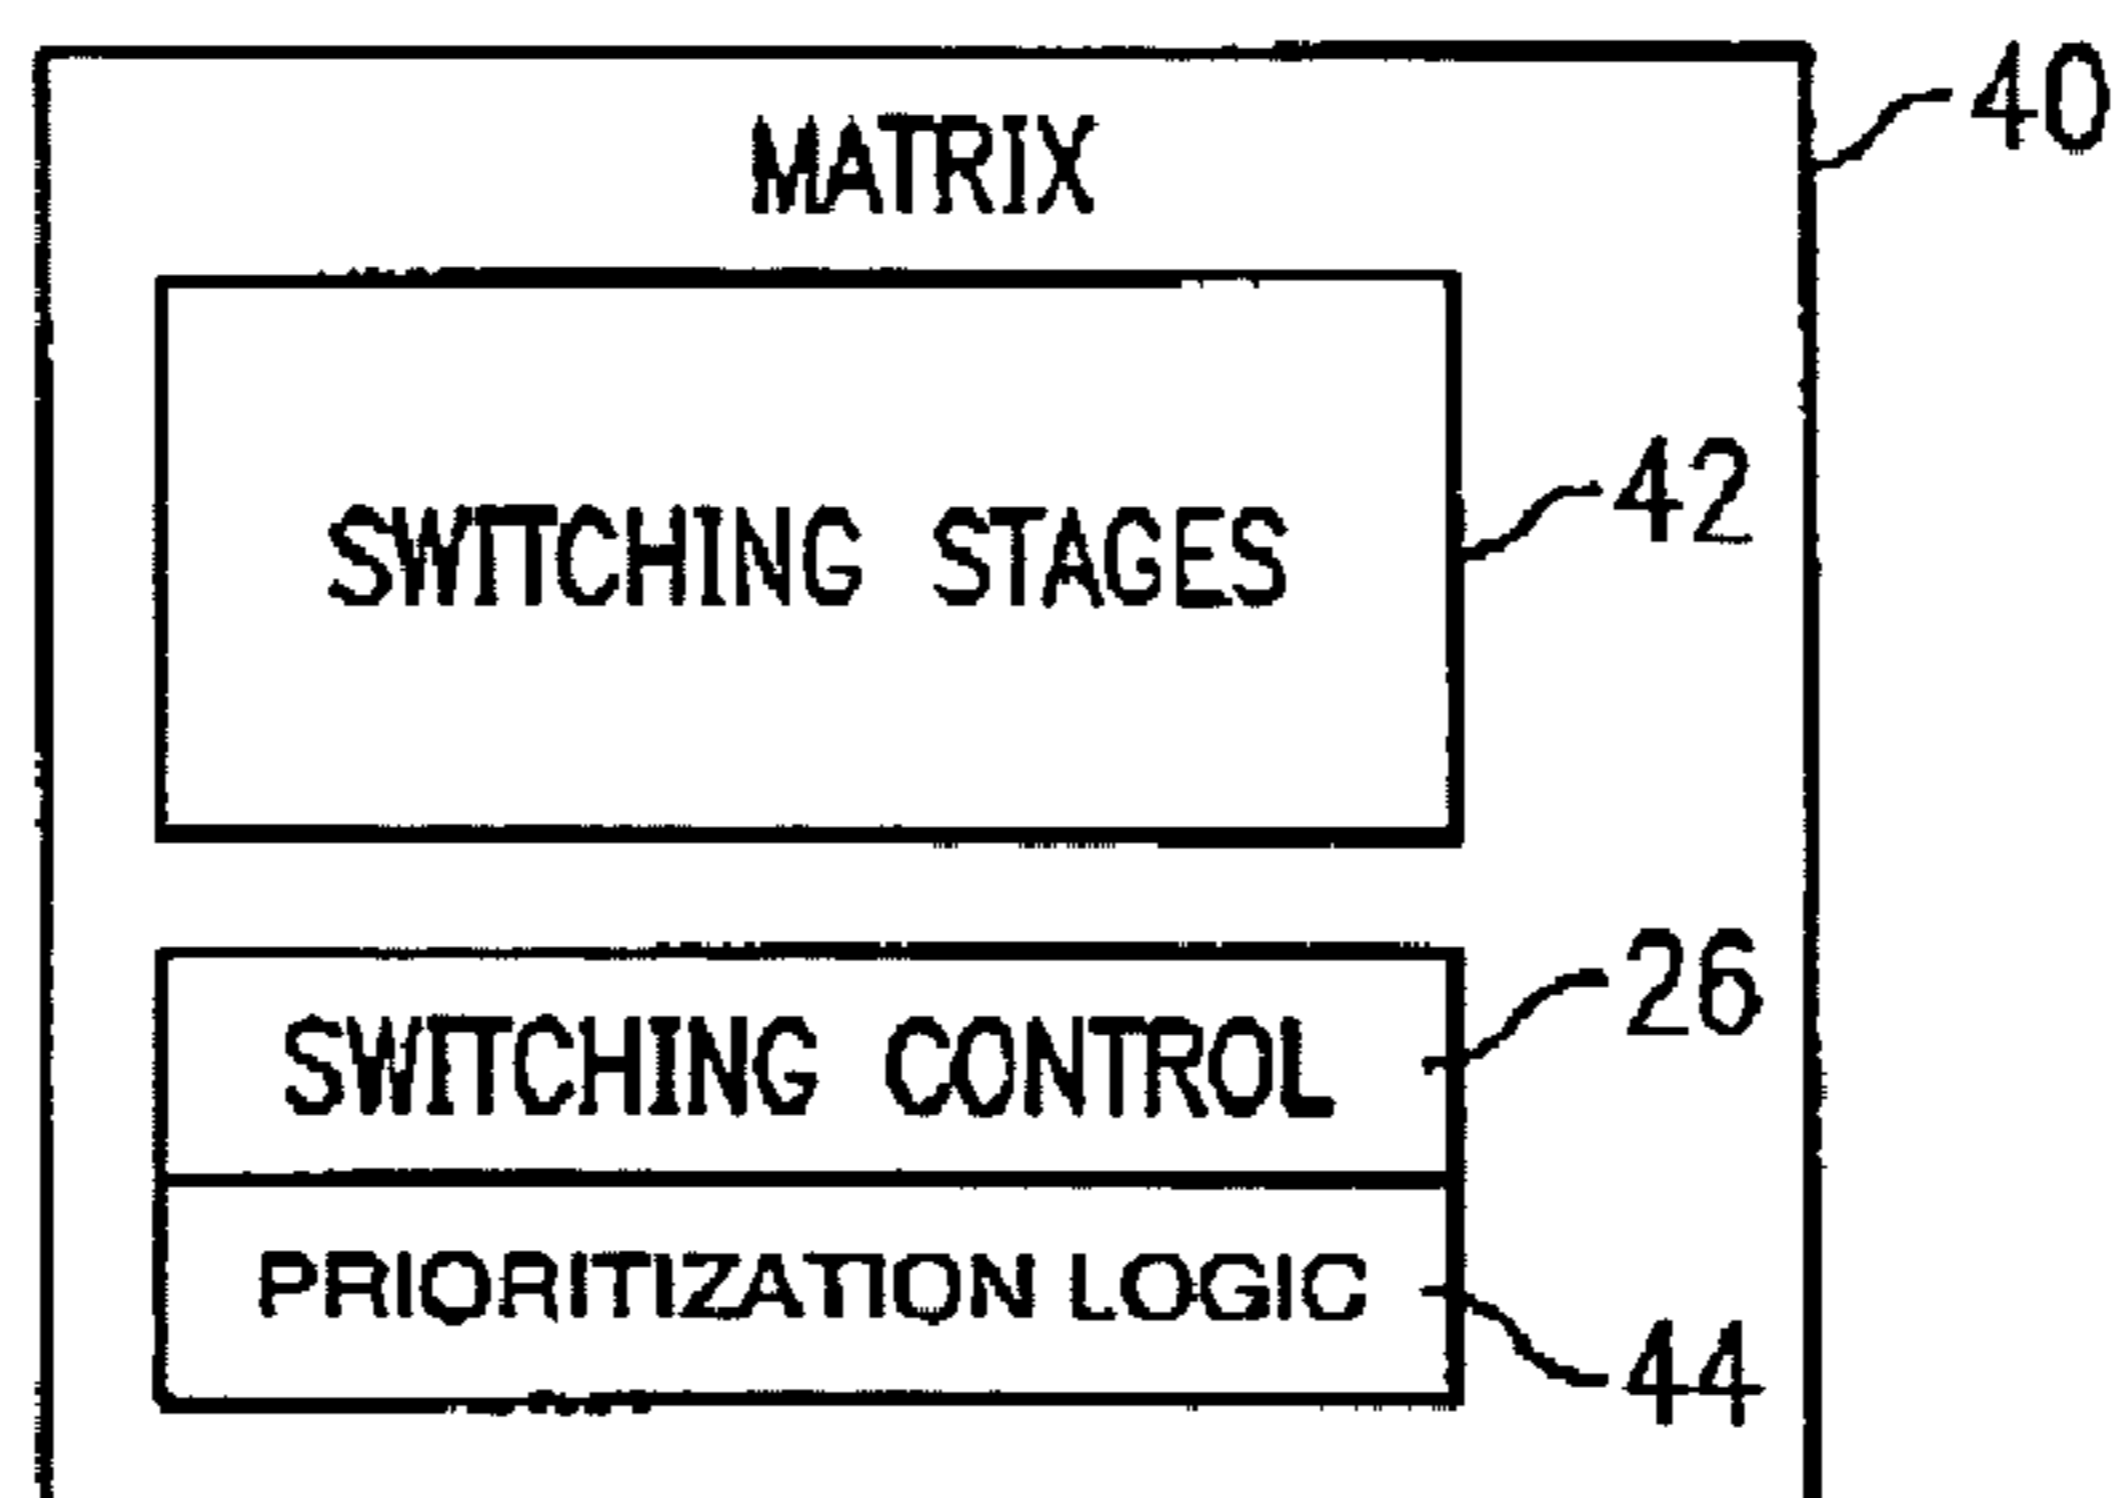 40
MATRIX
42
SWITCHING STAGES
26
SWITCHING CONTROL
PRIORITIZATION LOGIC
44